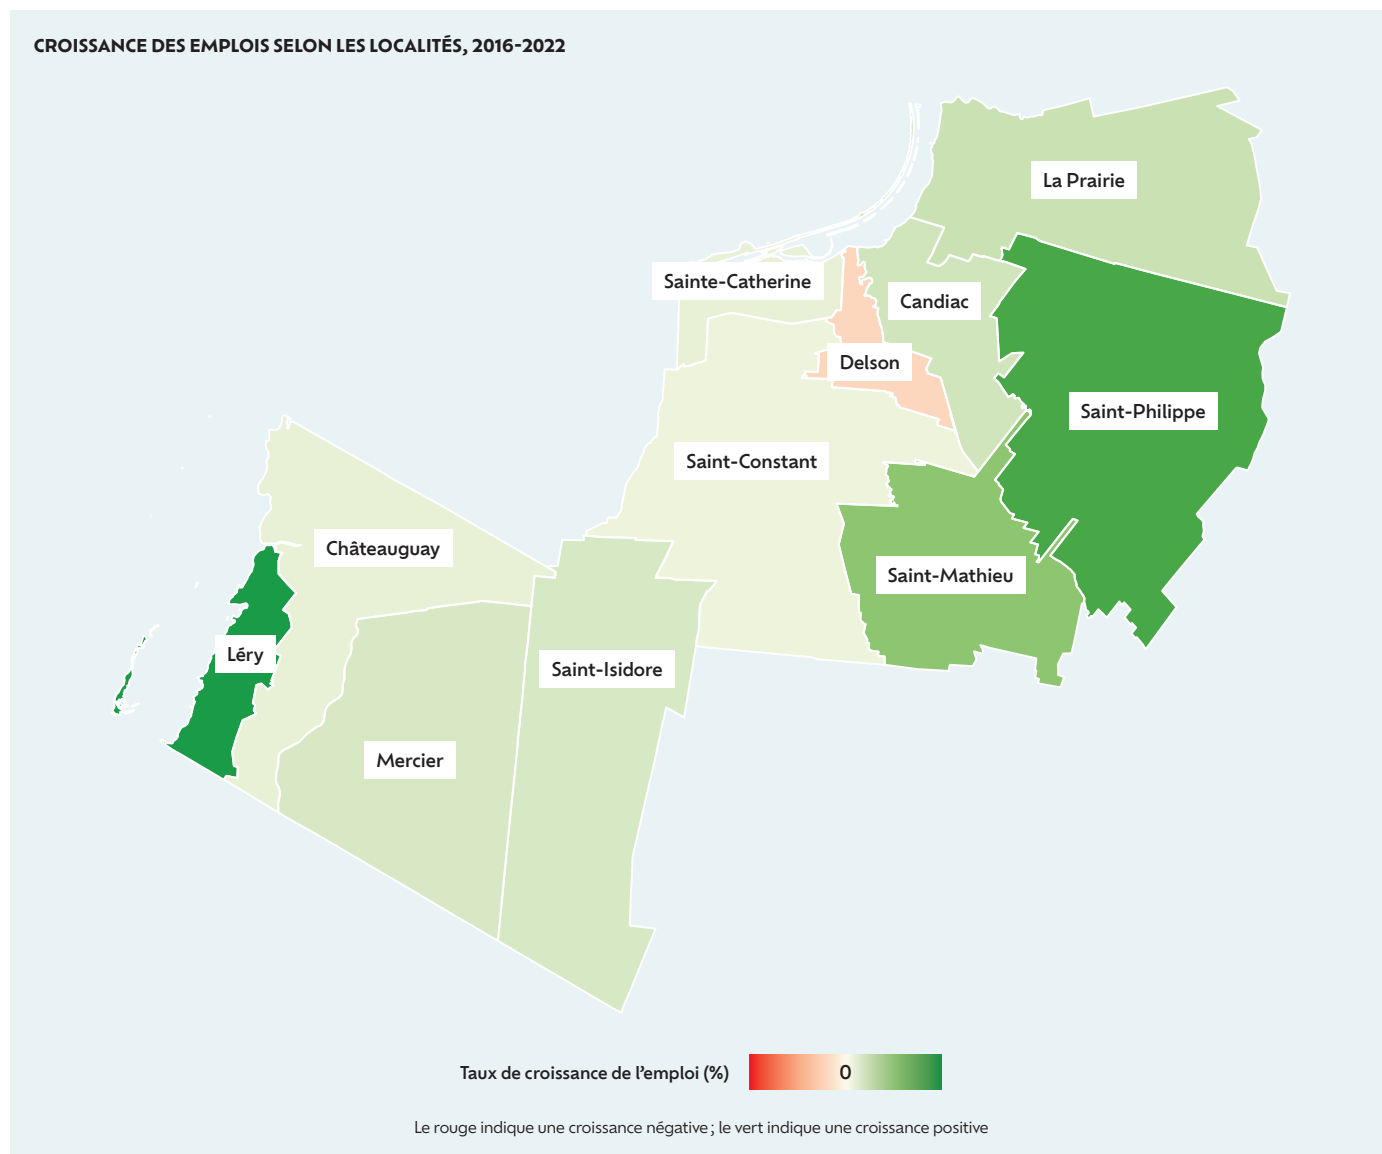 CROISSANCE DES EMPLOIS SELON LES LOCALITÉS, 2016-2022
La Prairie
Sainte-Catherine
Candiac
Delson
Saint-Philippe
Saint-Constant
Châteauguay
Saint-Mathieu
Léry
Saint-Isidore
Mercier
Taux de croissance de l’emploi (%)
0
Le rouge indique une croissance négative ; le vert indique une croissance positive